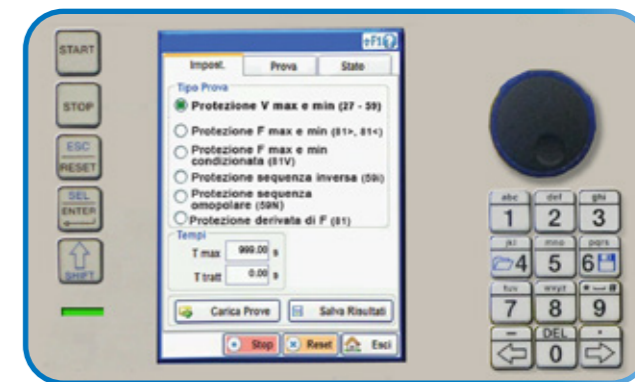 START
STOP
ESC
RESET
SEL
ENTER
SHIFT
+F1?
Impost. Prova Stato
Tipo Prova
Protezione V max e min (27 - 59)
Protezione F max e min (81>, 81<)
Protezione F max e min
condizionata (81V)
Protezione sequenza inversa (59i)
Protezione sequenza
omopolare (59N)
Protezione derivata di F (81)
Tempi
T max 999.00 s
T tratt 0.00 s
Carica Prove Salva Risultati
Stop Reset Esci
abc def ghi
1 2 3
jkl mno pqrs
4 5 6
tuv wxyz
7 8 9
DEL
0